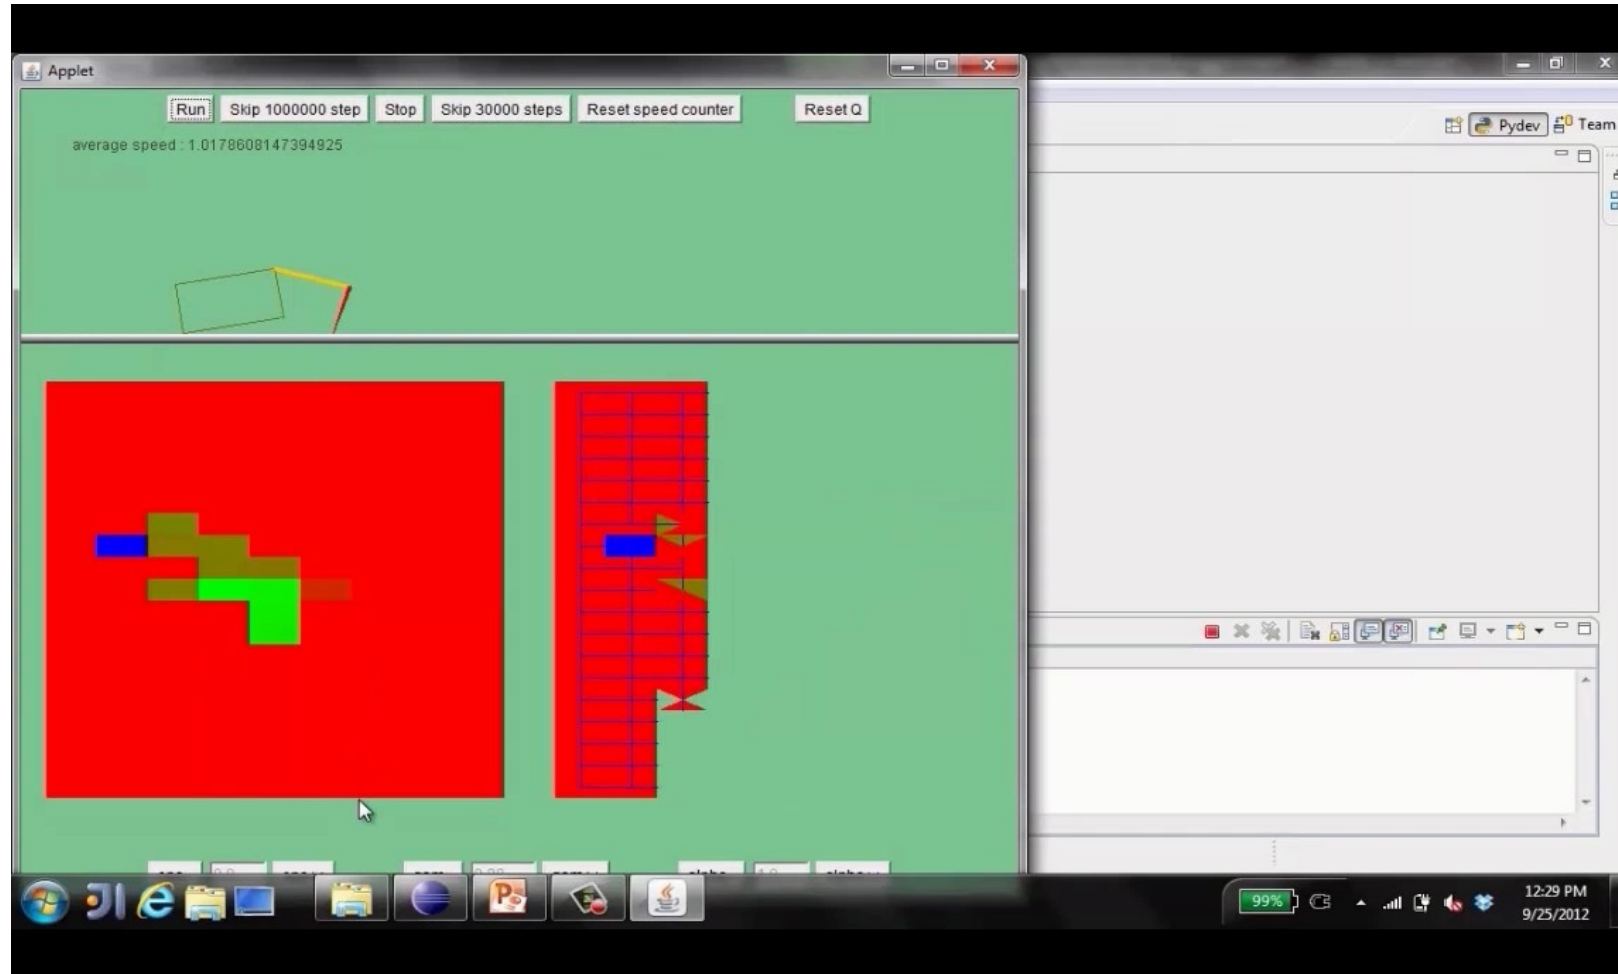 Applet
Run Skip 1000000 step Stop Skip 30000 steps Reset speed counter Reset Q
average speed : 1.0178608147394925
Pydev Team
99%
12:29 PM
9/25/2012